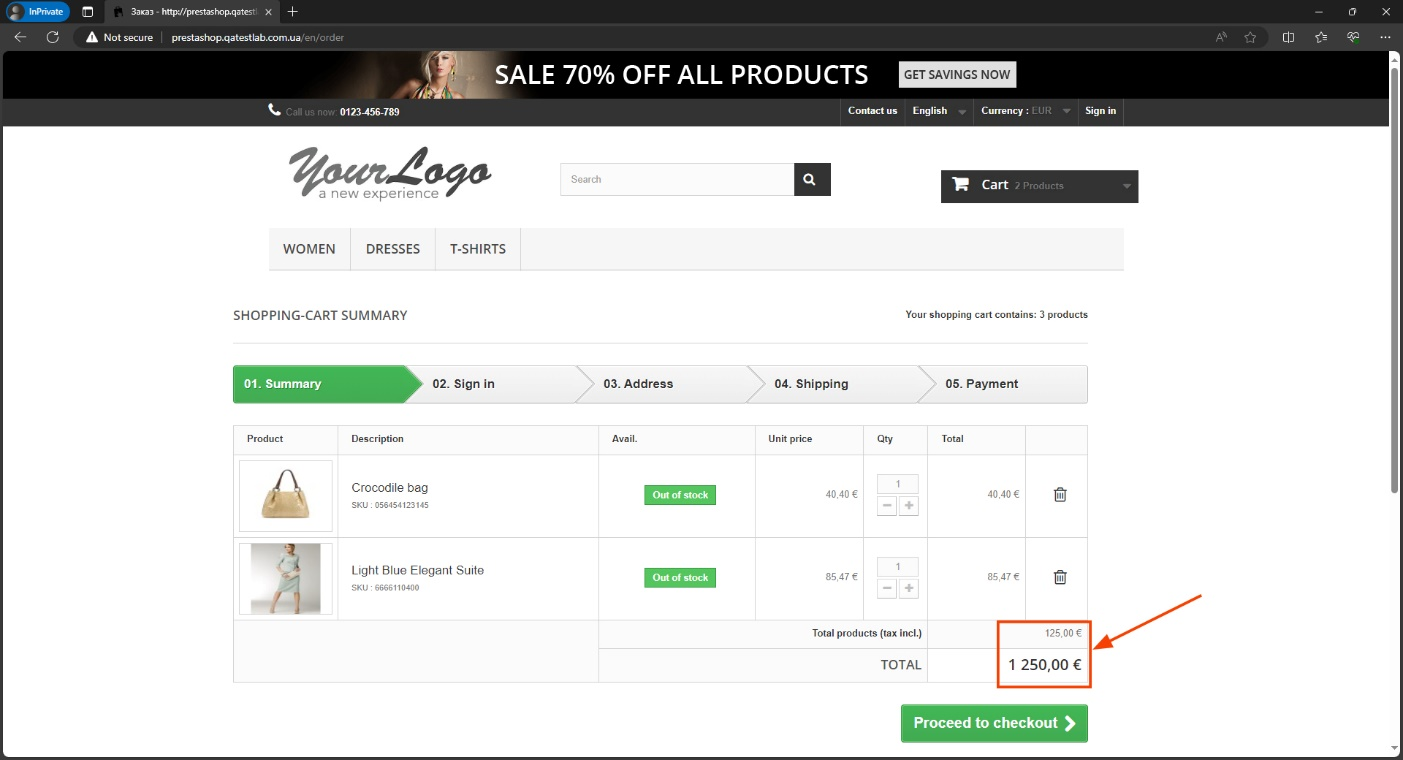 InPrivate
Заказ - http://prestashop.qatestl
Not secure prestashop.qatestlab.com.ua/en/order
SALE 70% OFF ALL PRODUCTS GET SAVINGS NOW
Call us now: 0123-456-789 Contact us English Currency : EUR Sign in
YourLogo
a new experience
Search
Cart 2 Products
WOMEN DRESSES T-SHIRTS
SHOPPING-CART SUMMARY Your shopping cart contains: 3 products
01. Summary 02. Sign in 03. Address 04. Shipping 05. Payment
Product Description Avail. Unit price Qty Total
Crocodile bag
SKU : 056454123145
Out of stock 40,40 € 1 40,40 €
Light Blue Elegant Suite
SKU : 6666110400
Out of stock 85,47 € 1 85,47 €
Total products (tax incl.) 125,00 €
TOTAL 1 250,00 €
Proceed to checkout